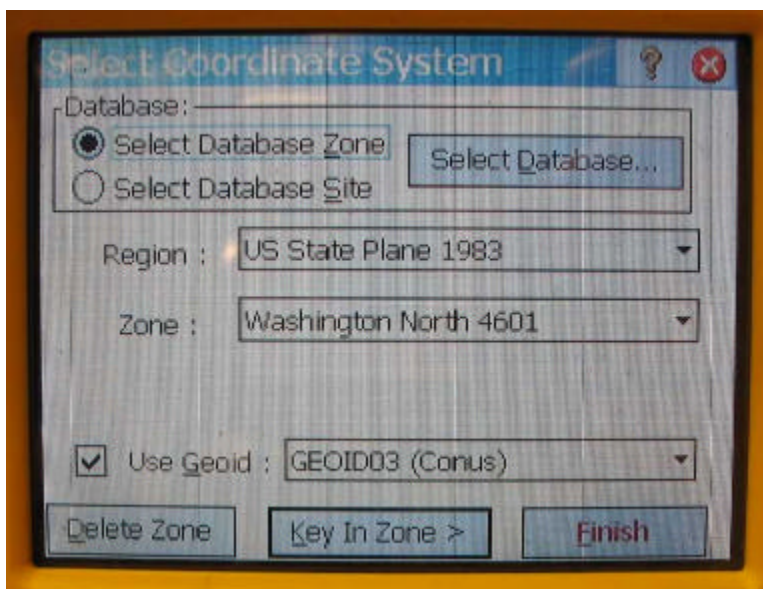 Select Coordinate System ?
Database:
Select Database Zone
Select Database...
Select Database Site
Region : US State Plane 1983
Zone : Washington North 4601
Use Geoid : GEOID03 (Conus)
Delete Zone Key In Zone > Finish